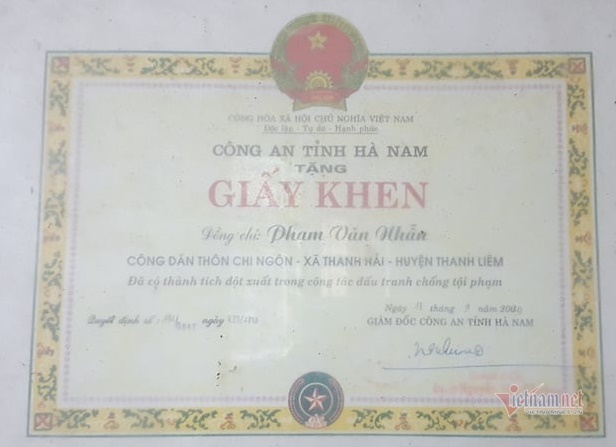 CỘNG HÒA XÃ HỘI CHỦ NGHĨA VIỆT NAM
Độc lập - Tự do - Hạnh phúc
CÔNG AN TỈNH HÀ NAM
TẶNG
GIẤY KHEN
Đồng chí: Phạm Văn Nhẫn
CÔNG DÂN THÔN CHI NGÔN - XÃ THANH HẢI - HUYỆN THANH LIÊM
Đã có thành tích đột xuất trong công tác đấu tranh chống tội phạm
Quyết định số: ngày
Ngày tháng 9 năm
GIÁM ĐỐC CÔNG AN TỈNH HÀ NAM
Vietnamnet